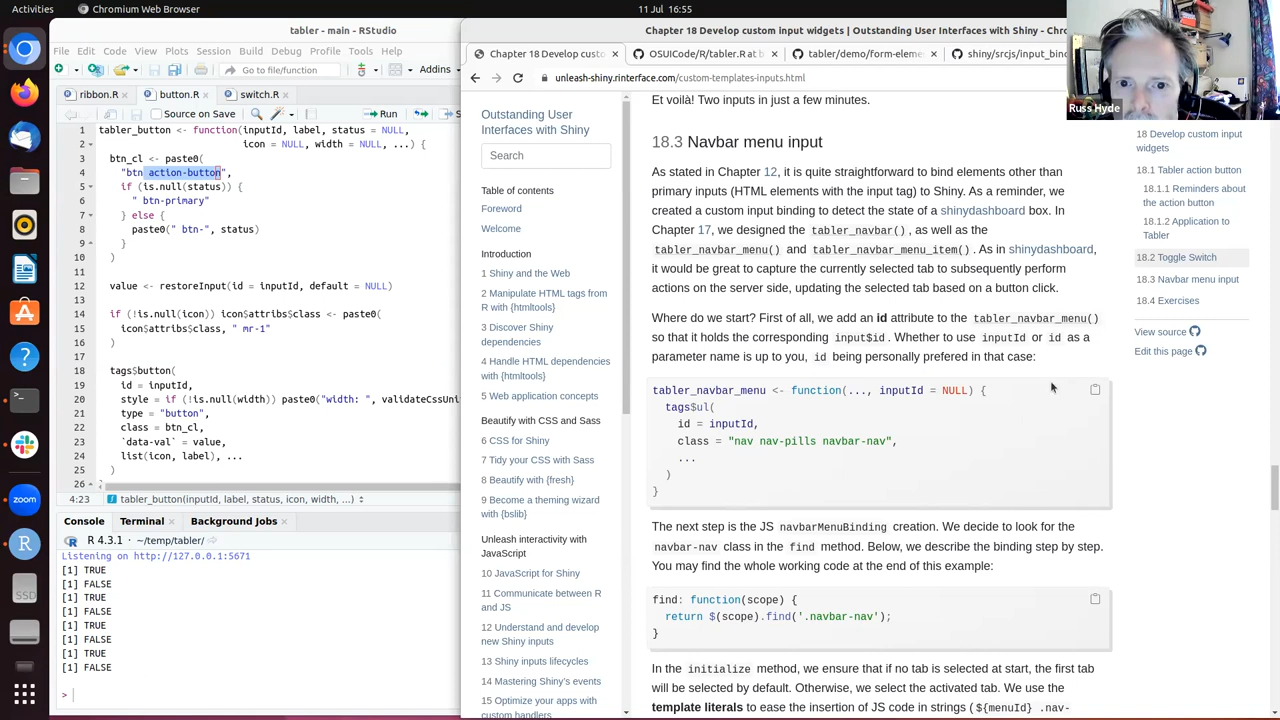 Activities
Chromium Web Browser
11 Jul 16:55
tabler - main - RStudio
File Edit Code View Plots Session Build Debug Profile Tools Help
Go to file/function
Addins
ribbon.R
button.R
switch.R
Source on Save
Run
1 tabler_button <- function(inputId, label, status = NULL,
2 icon = NULL, width = NULL, ...) {
3 btn_cl <- paste0(
4 "btn action-button",
5 if (is.null(status)) {
6 " btn-primary"
7 } else {
8 paste0(" btn-", status)
9 }
10 )
11
12 value <- restoreInput(id = inputId, default = NULL)
13
14 if (!is.null(icon)) icon$attribs$class <- paste0(
15 icon$attribs$class, " mr-1"
16 )
17
18 tags$button(
19 id = inputId,
20 style = if (!is.null(width)) paste0("width: ", validateCssUni
21 type = "button",
22 class = btn_cl,
23 `data-val` = value,
24 list(icon, label), ...
25 )
26
4:23 tabler_button(inputId, label, status, icon, width, ...)
Console Terminal Background Jobs
R 4.3.1 · ~/temp/tabler/
Listening on http://127.0.0.1:5671
[1] TRUE
[1] FALSE
[1] TRUE
[1] FALSE
[1] TRUE
[1] FALSE
[1] TRUE
[1] FALSE
>
zoom
SSD
Chapter 18 Develop custom input widgets | Outstanding User Interfaces with Shiny - Chro
Chapter 18 Develop custo
OSUICode/R/tabler.R at b
tabler/demo/form-eleme
shiny/srcjs/input_bind
unleash-shiny.rinterface.com/custom-templates-inputs.html
Russ Hyde
Outstanding User
Interfaces with Shiny
Search
Table of contents
Foreword
Welcome
Introduction
1 Shiny and the Web
2 Manipulate HTML tags from
R with {htmltools}
3 Discover Shiny
dependencies
4 Handle HTML dependencies
with {htmltools}
5 Web application concepts
Beautify with CSS and Sass
6 CSS for Shiny
7 Tidy your CSS with Sass
8 Beautify with {fresh}
9 Become a theming wizard
with {bslib}
Unleash interactivity with
JavaScript
10 JavaScript for Shiny
11 Communicate between R
and JS
12 Understand and develop
new Shiny inputs
13 Shiny inputs lifecycles
14 Mastering Shiny's events
15 Optimize your apps with
custom handlers
Et voilà! Two inputs in just a few minutes.
18.3 Navbar menu input
As stated in Chapter 12, it is quite straightforward to bind elements other than
primary inputs (HTML elements with the input tag) to Shiny. As a reminder, we
created a custom input binding to detect the state of a shinydashboard box. In
Chapter 17, we designed the tabler_navbar(), as well as the
tabler_navbar_menu() and tabler_navbar_menu_item(). As in shinydashboard,
it would be great to capture the currently selected tab to subsequently perform
actions on the server side, updating the selected tab based on a button click.
Where do we start? First of all, we add an id attribute to the tabler_navbar_menu()
so that it holds the corresponding input$id. Whether to use inputId or id as a
parameter name is up to you, id being personally prefered in that case:
tabler_navbar_menu <- function(..., inputId = NULL) {
tags$ul(
id = inputId,
class = "nav nav-pills navbar-nav",
...
)
}
The next step is the JS navbarMenuBinding creation. We decide to look for the
navbar-nav class in the find method. Below, we describe the binding step by step.
You may find the whole working code at the end of this example:
find: function(scope) {
return $(scope).find('.navbar-nav');
}
In the initialize method, we ensure that if no tab is selected at start, the first tab
will be selected by default. Otherwise, we select the activated tab. We use the
template literals to ease the insertion of JS code in strings (${menuId} .nav-
18 Develop custom input
widgets
18.1 Tabler action button
18.1.1 Reminders about
the action button
18.1.2 Application to
Tabler
18.2 Toggle Switch
18.3 Navbar menu input
18.4 Exercises
View source
Edit this page